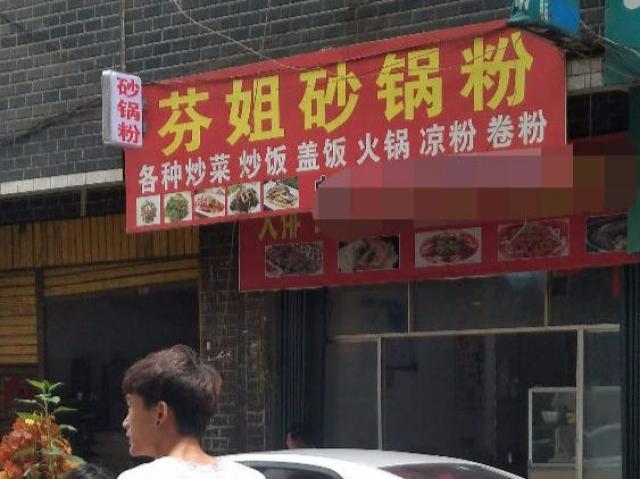 芬姐砂锅粉
砂锅粉
各种炒菜 炒饭 盖饭 火锅 凉粉 卷粉